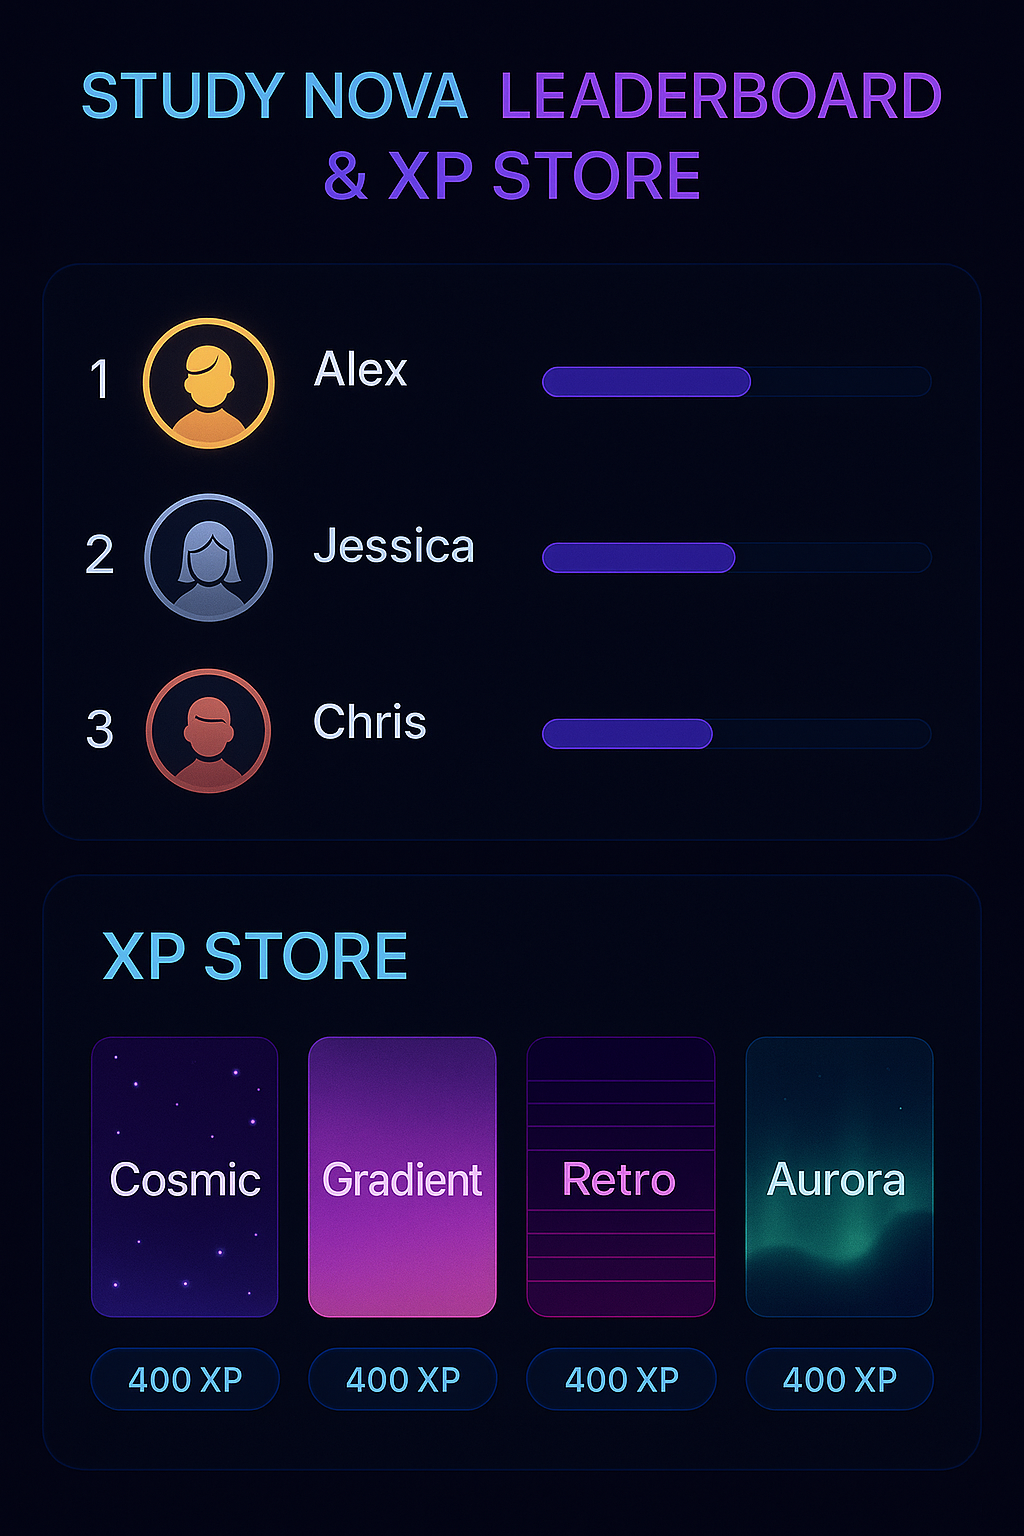 STUDY NOVA LEADERBOARD
& XP STORE
1 Alex
2 Jessica
3 Chris
XP STORE
Cosmic Gradient Retro Aurora
400 XP 400 XP 400 XP 400 XP